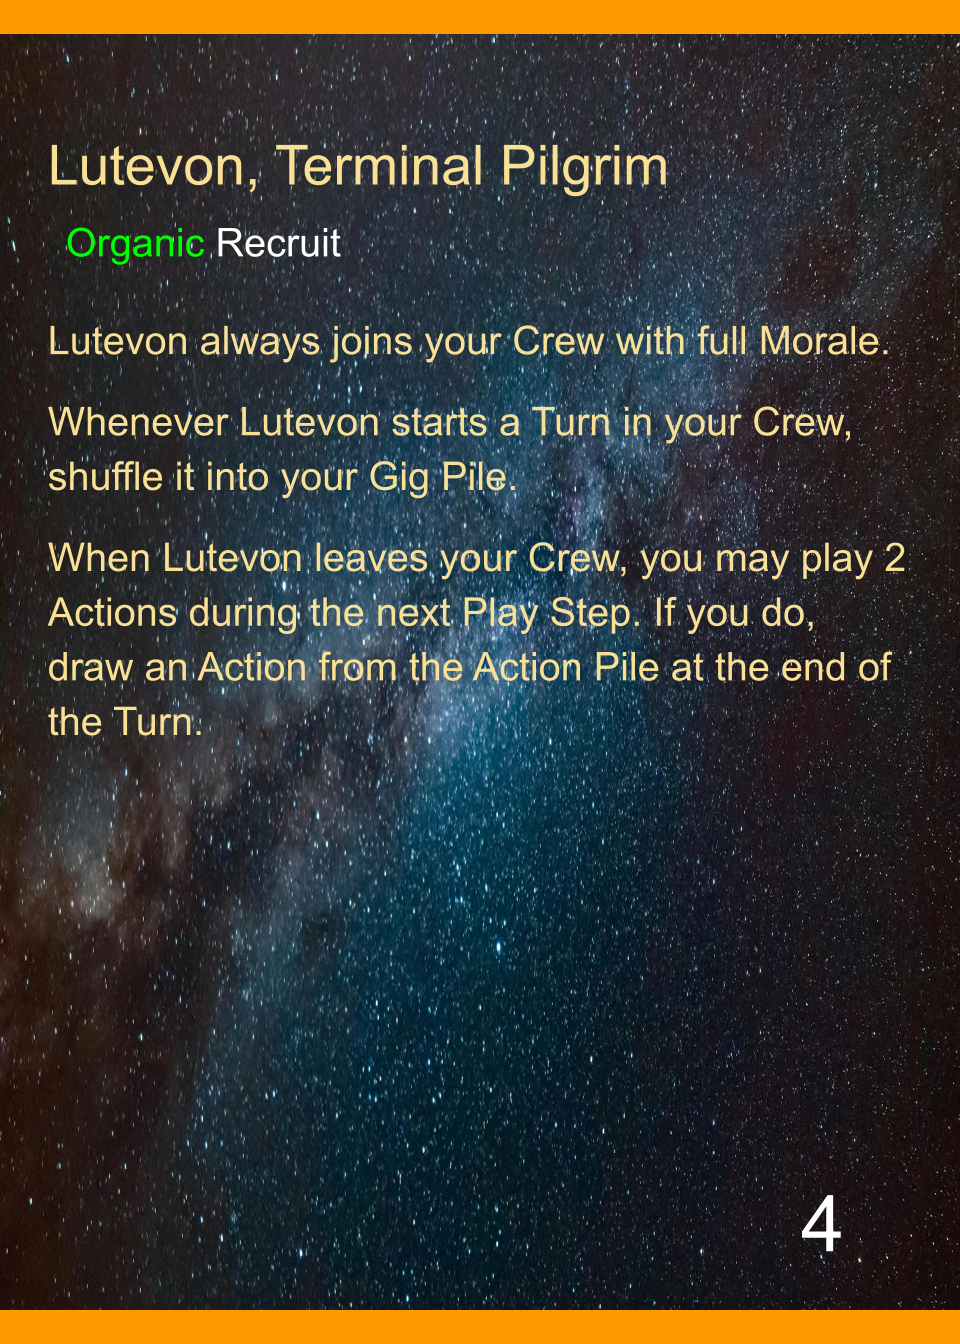 Lutevon, Terminal Pilgrim
Organic Recruit
Lutevon always joins your Crew with full Morale.
Whenever Lutevon starts a Turn in your Crew,
shuffle it into your Gig Pile.
When Lutevon leaves your Crew, you may play 2
Actions during the next Play Step. If you do,
draw an Action from the Action Pile at the end of
the Turn.
4